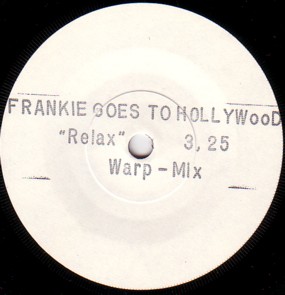 FRANKIE GOES TO HOLLYWooD
"Relax" 3,25
Warp-Mix